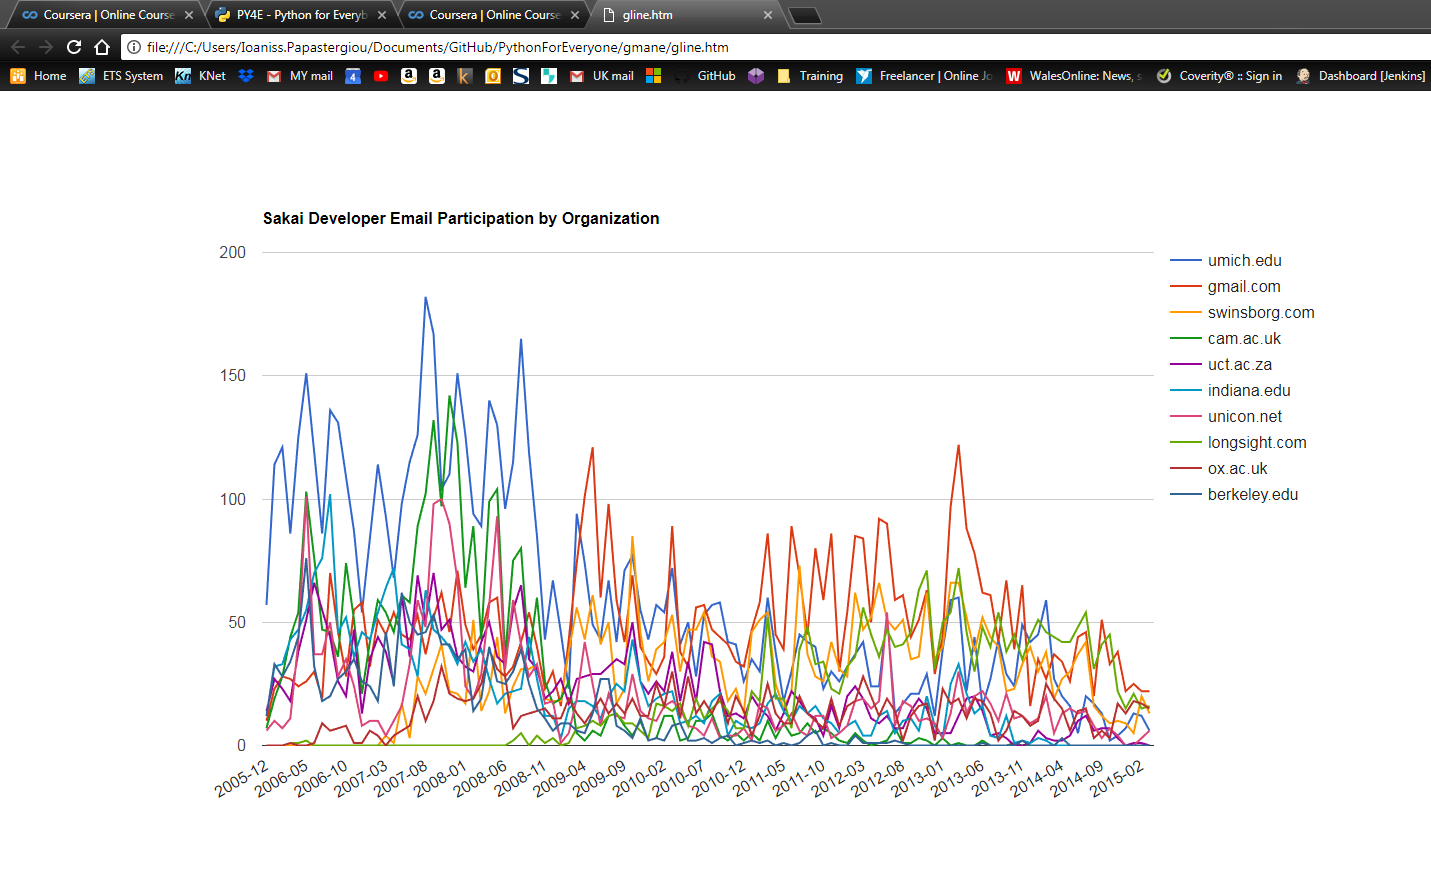 Coursera | Online Course
PY4E - Python for Everyb
Coursera | Online Course
gline.htm
file:///C:/Users/Ioaniss.Papastergiou/Documents/GitHub/PythonForEveryone/gmane/gline.htm
Home ETS System Kn KNet MY mail 4 a a k S UK mail GitHub Training Freelancer | Online Jo W WalesOnline: News, s Coverity® :: Sign in Dashboard [Jenkins]
Sakai Developer Email Participation by Organization
200
150
100
50
0
umich.edu
gmail.com
swinsborg.com
cam.ac.uk
uct.ac.za
indiana.edu
unicon.net
longsight.com
ox.ac.uk
berkeley.edu
2005-12 2006-05 2006-10 2007-03 2007-08 2008-01 2008-06 2008-11 2009-04 2009-09 2010-02 2010-07 2010-12 2011-05 2011-10 2012-03 2012-08 2013-01 2013-06 2013-11 2014-04 2014-09 2015-02